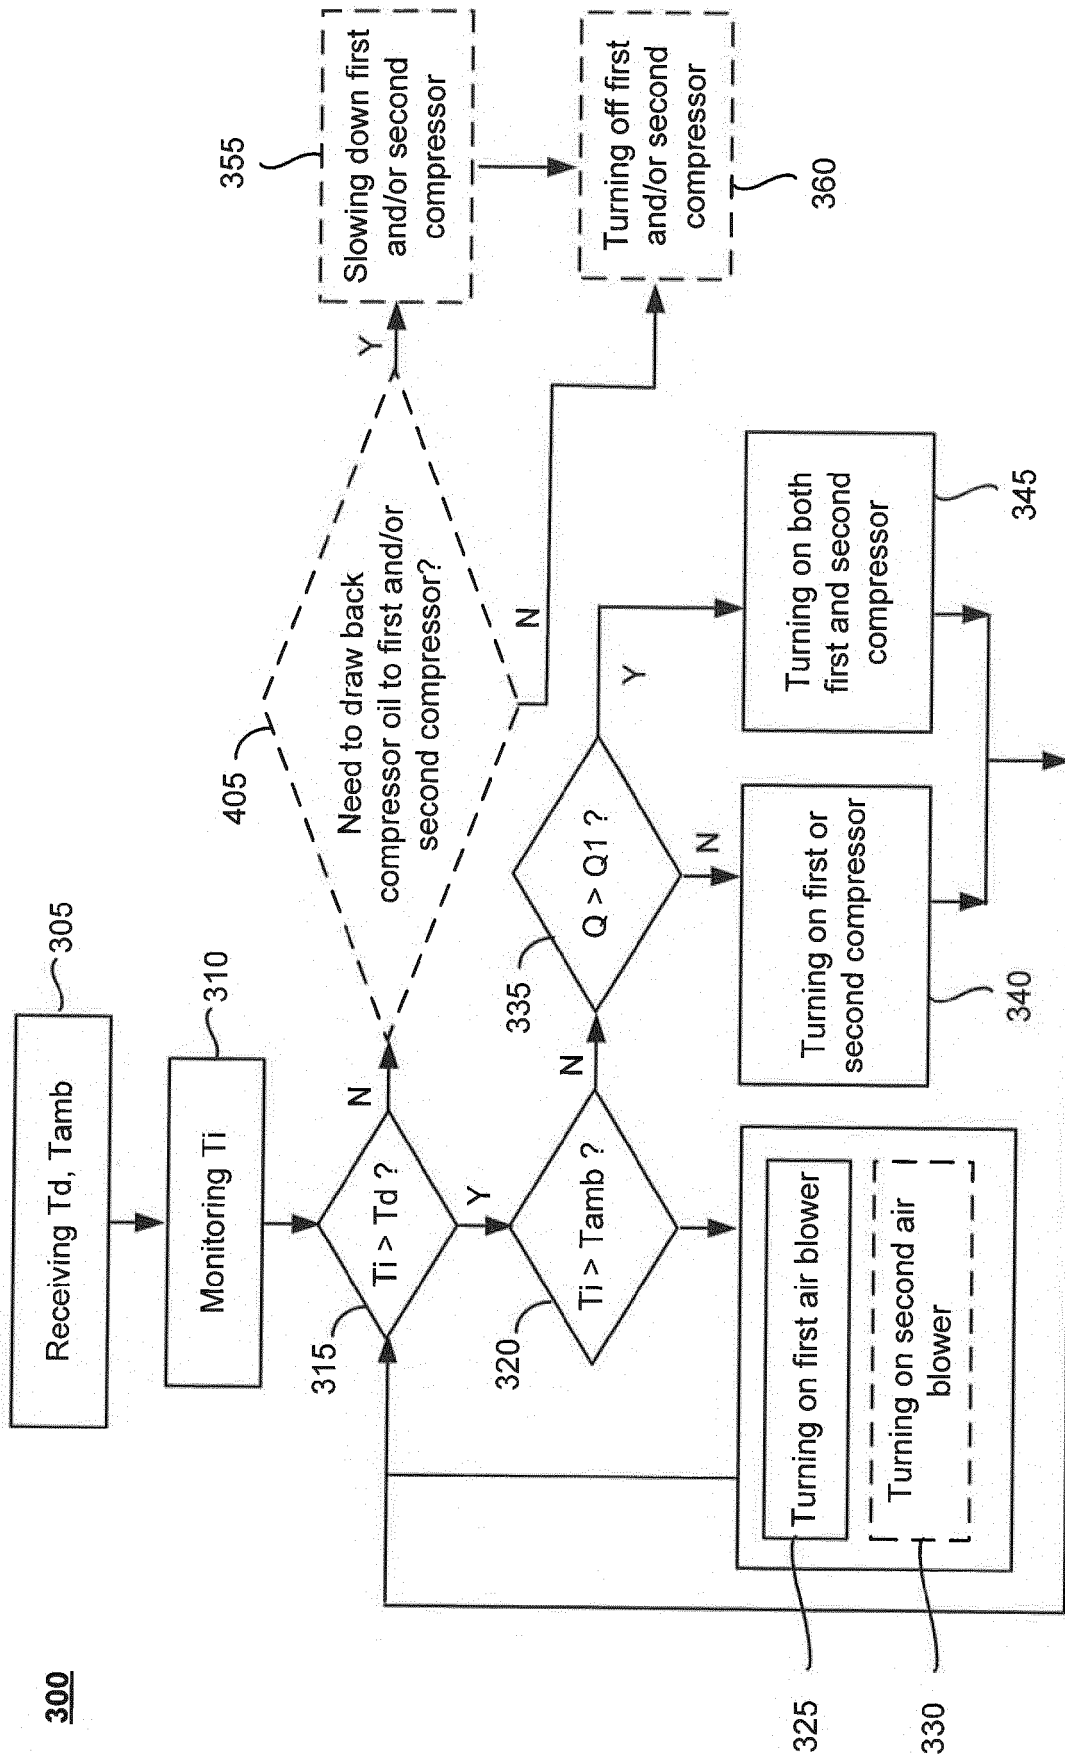 300
Receiving Td, Tamb
305
Monitoring Ti
310
Ti > Td ?
315
N
Y
Need to draw back
compressor oil to first and/or
second compressor?
405
Y
N
Slowing down first
and/or second
compressor
355
Turning off first
and/or second
compressor
360
Ti > Tamb ?
320
N
Q > Q1 ?
335
Y
N
Turning on first air blower
325
Turning on second air
blower
330
Turning on first or
second compressor
340
Turning on both
first and second
compressor
345